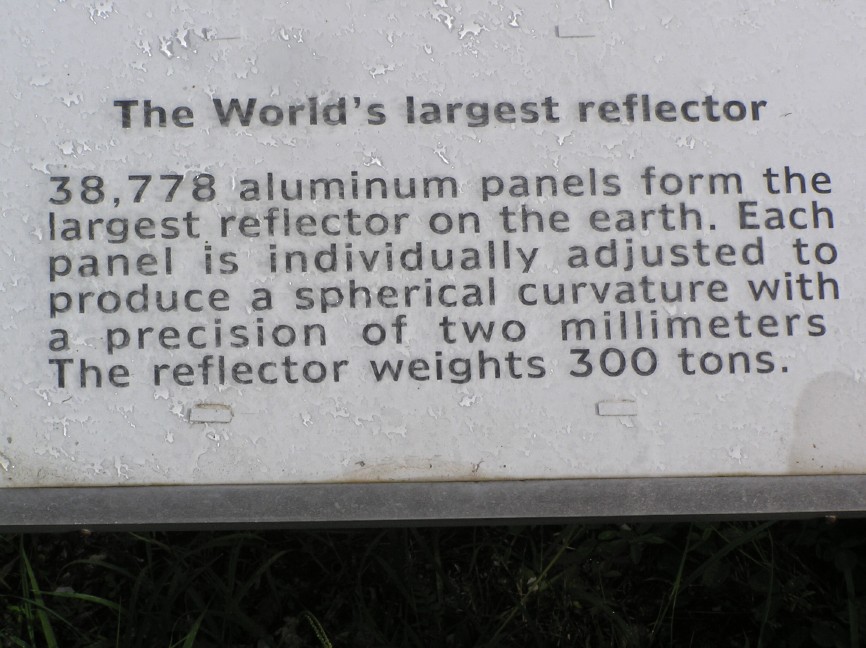 The World's largest reflector
38,778 aluminum panels form the
largest reflector on the earth. Each
panel is individually adjusted to
produce a spherical curvature with
a precision of two millimeters
The reflector weights 300 tons.